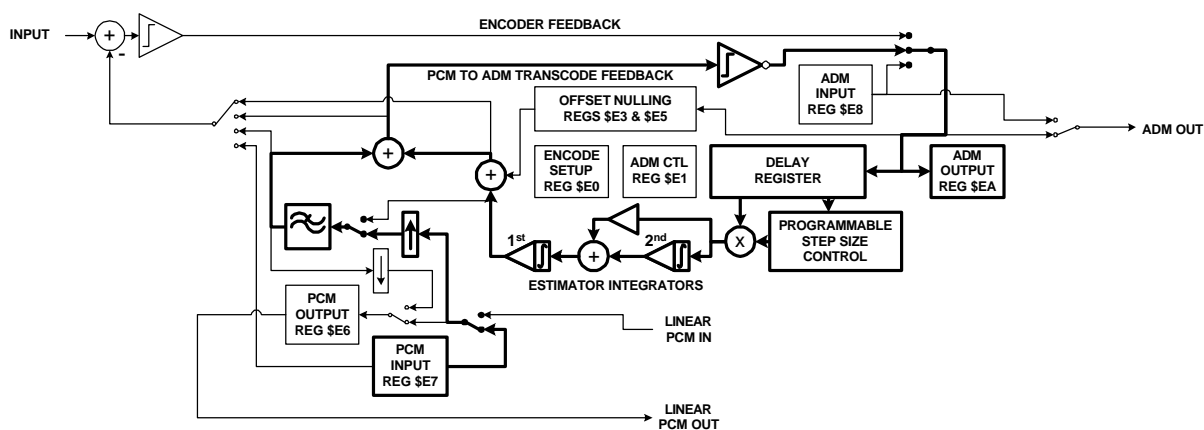 ENCODER FEEDBACK
INPUT
+
-
PCM TO ADM TRANSCODE FEEDBACK
ADM
INPUT
REG $E8
OFFSET NULLING
REGS $E3 & $E5
ADM OUT
+
+
ENCODE
SETUP
REG $E0
ADM CTL
REG $E1
DELAY
REGISTER
ADM
OUTPUT
REG $EA
PROGRAMMABLE
STEP SIZE
CONTROL
X
1st
∫
+
2nd
∫
ESTIMATOR INTEGRATORS
PCM
OUTPUT
REG $E6
LINEAR
PCM IN
PCM
INPUT
REG $E7
LINEAR
PCM OUT